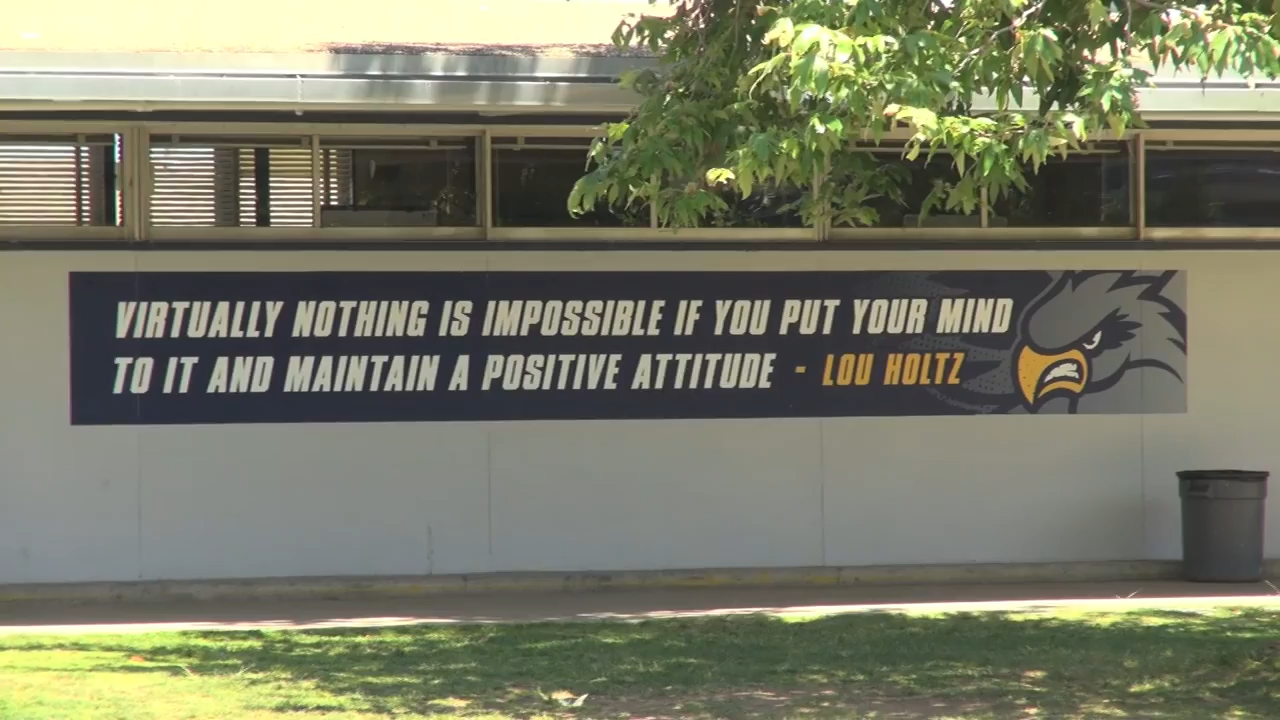 VIRTUALLY NOTHING IS IMPOSSIBLE IF YOU PUT YOUR MIND
TO IT AND MAINTAIN A POSITIVE ATTITUDE - LOU HOLTZ